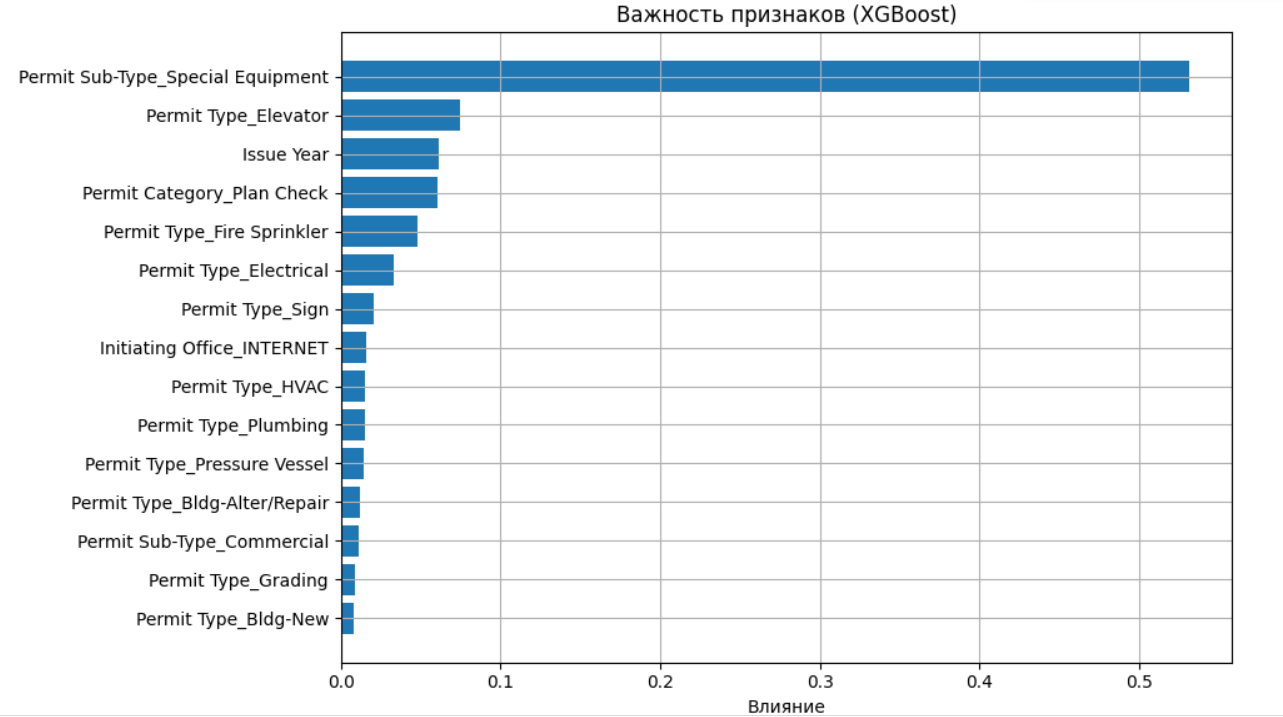 Важность признаков (XGBoost)
Permit Sub-Type_Special Equipment
Permit Type_Elevator
Issue Year
Permit Category_Plan Check
Permit Type_Fire Sprinkler
Permit Type_Electrical
Permit Type_Sign
Initiating Office_INTERNET
Permit Type_HVAC
Permit Type_Plumbing
Permit Type_Pressure Vessel
Permit Type_Bldg-Alter/Repair
Permit Sub-Type_Commercial
Permit Type_Grading
Permit Type_Bldg-New
0.0 0.1 0.2 0.3 0.4 0.5
Влияние